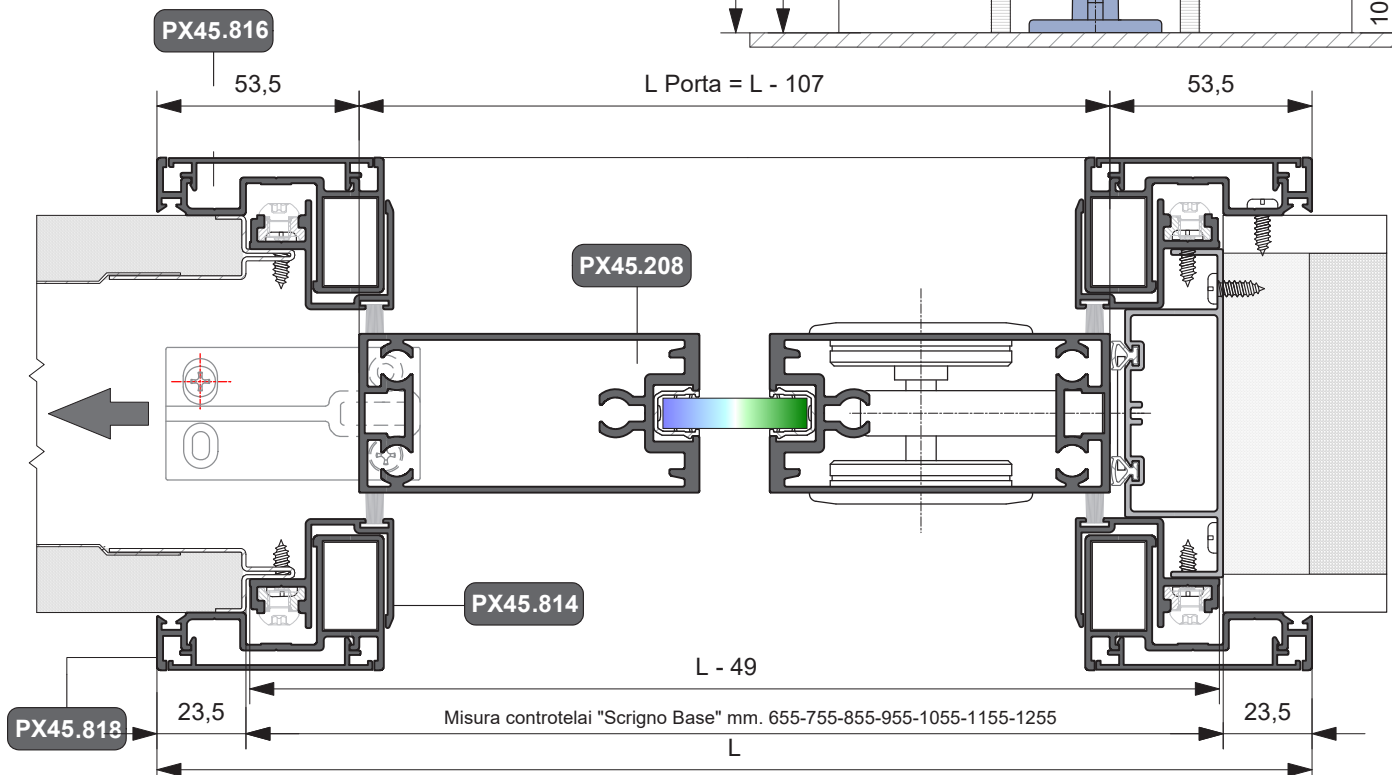 10
PX45.816
53,5
L Porta = L - 107
53,5
PX45.208
PX45.814
L - 49
PX45.818
23,5
Misura controtelai "Scrigno Base" mm. 655-755-855-955-1055-1155-1255
23,5
L